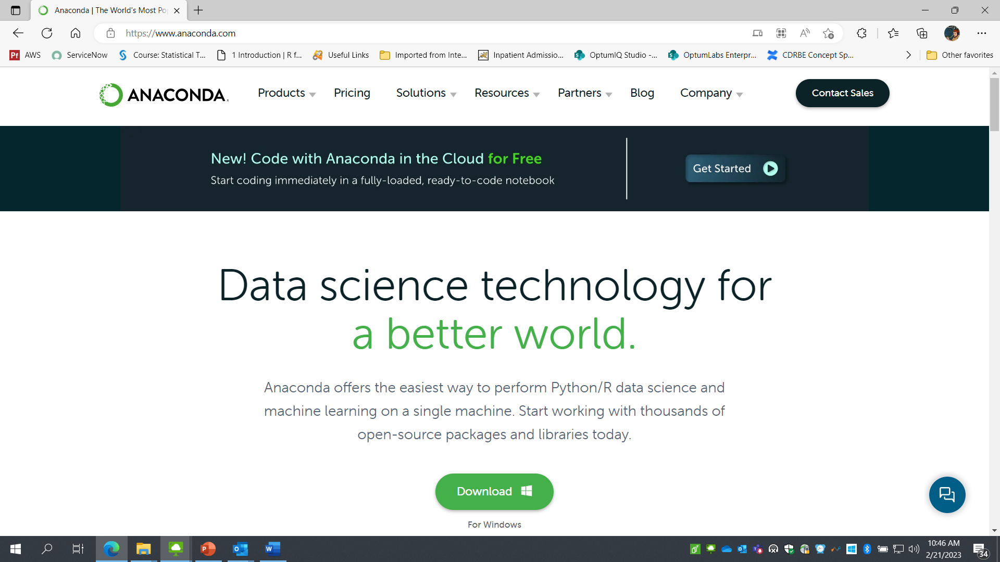 Anaconda | The World's Most Po
https://www.anaconda.com
AWS
ServiceNow
Course: Statistical T...
1 Introduction | R f...
Useful Links
Imported from Inte...
Inpatient Admissio...
OptumIQ Studio -...
OptumLabs Enterpr...
CDRBE Concept Sp...
Other favorites
ANACONDA.
Products
Pricing
Solutions
Resources
Partners
Blog
Company
Contact Sales
New! Code with Anaconda in the Cloud for Free
Start coding immediately in a fully-loaded, ready-to-code notebook
Get Started
Data science technology for
a better world.
Anaconda offers the easiest way to perform Python/R data science and
machine learning on a single machine. Start working with thousands of
open-source packages and libraries today.
Download
For Windows
10:46 AM
2/21/2023
34